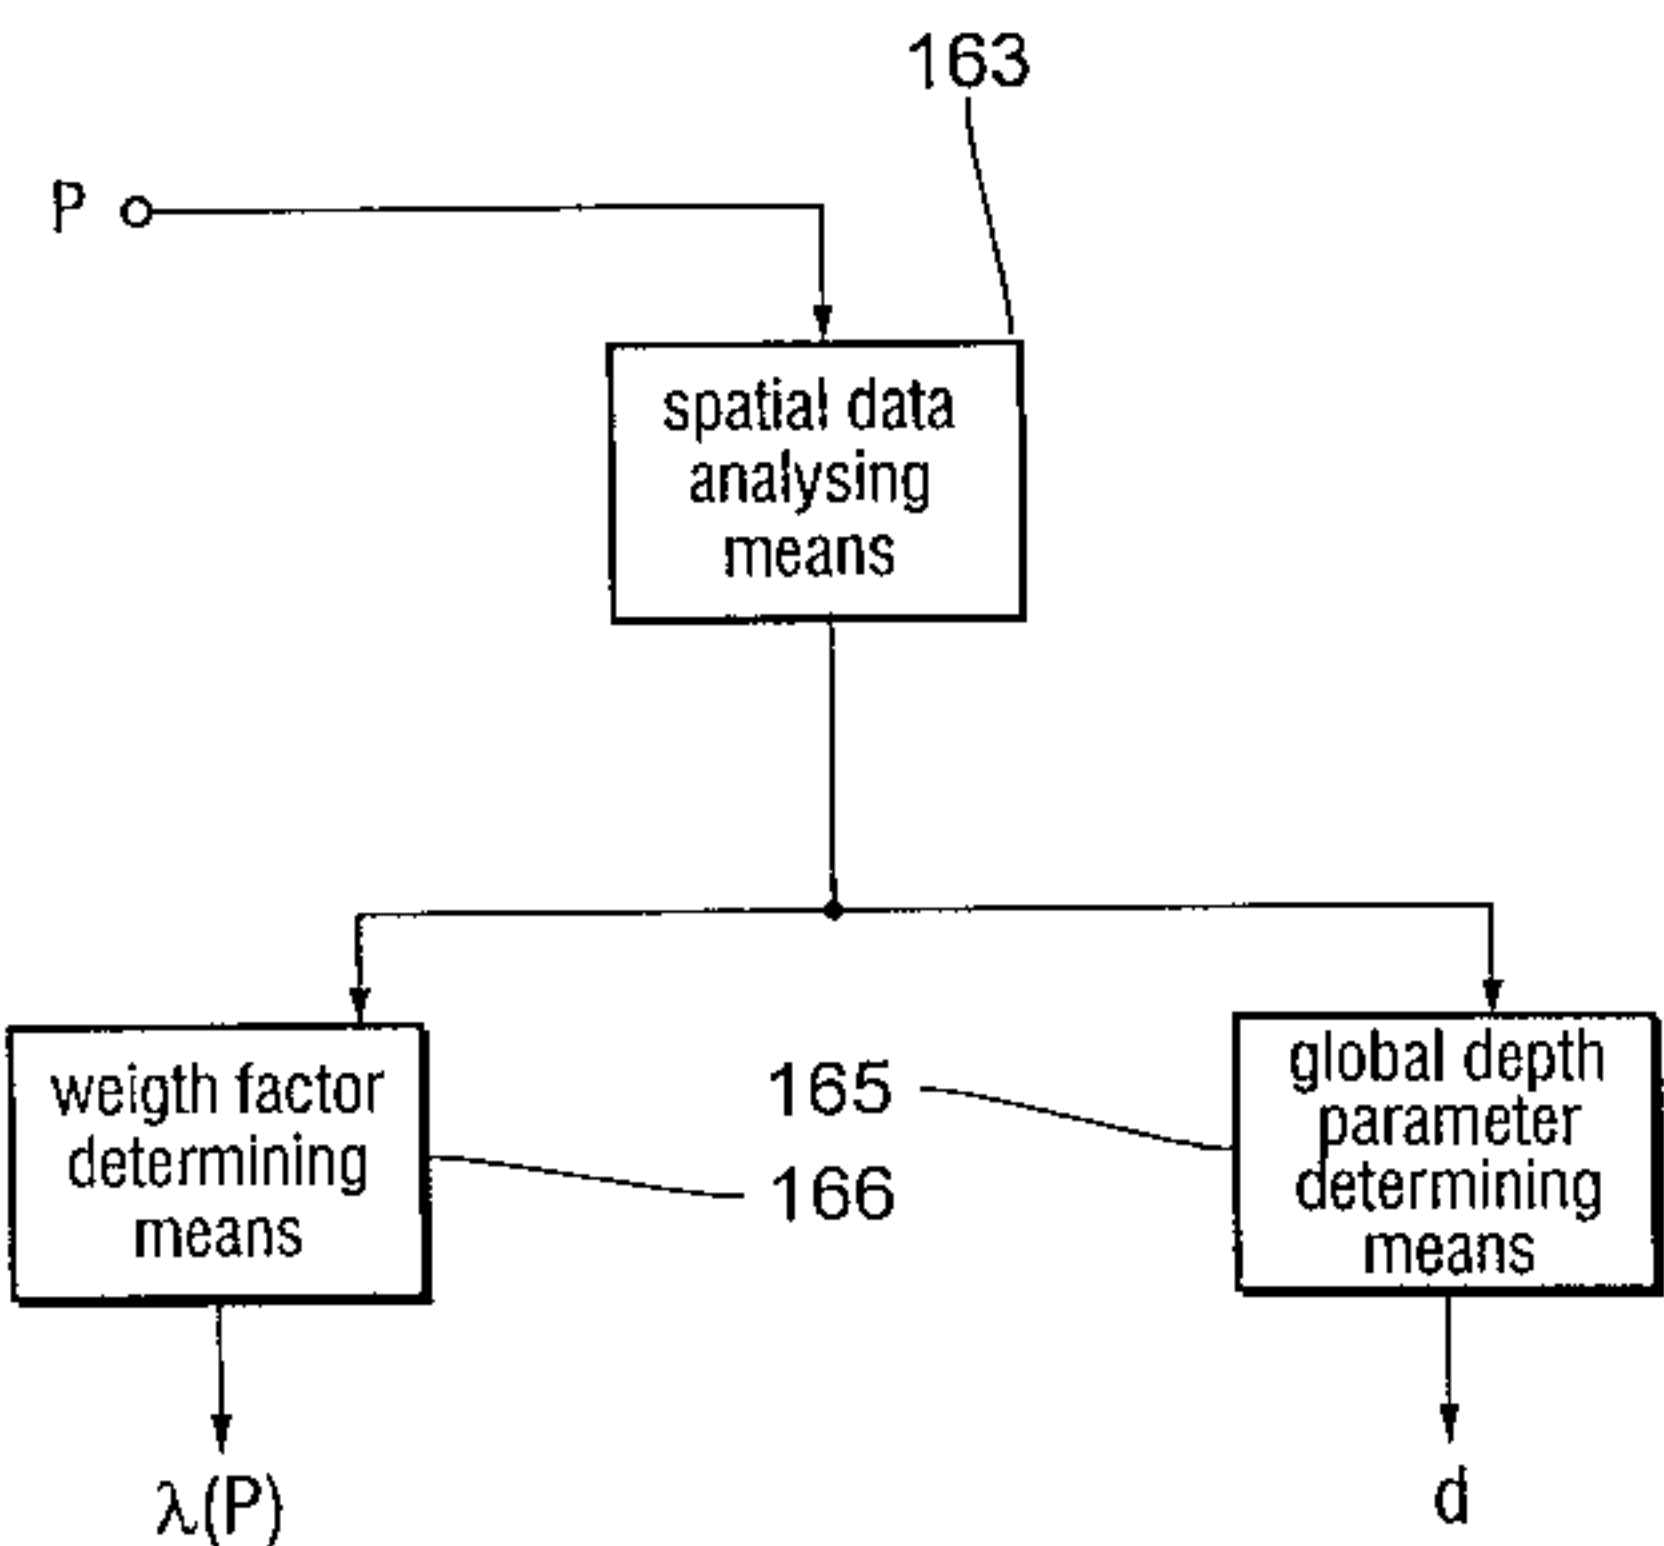 163
P
spatial data
analysing
means
weigth factor
determining
means
165
166
global depth
parameter
determining
means
λ(P)
d